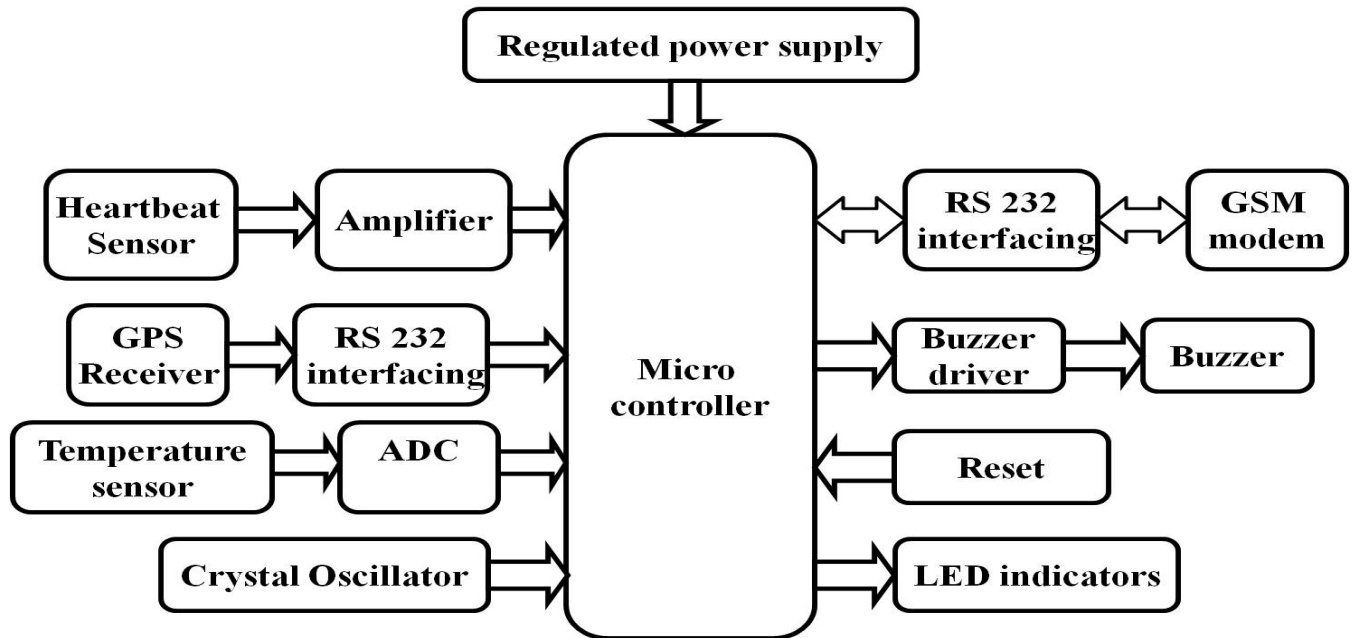 Regulated power supply
Heartbeat
Sensor
Amplifier
RS 232
interfacing
GSM
modem
GPS
Receiver
RS 232
interfacing
Micro
controller
Buzzer
driver
Buzzer
Temperature
sensor
ADC
Reset
Crystal Oscillator
LED indicators